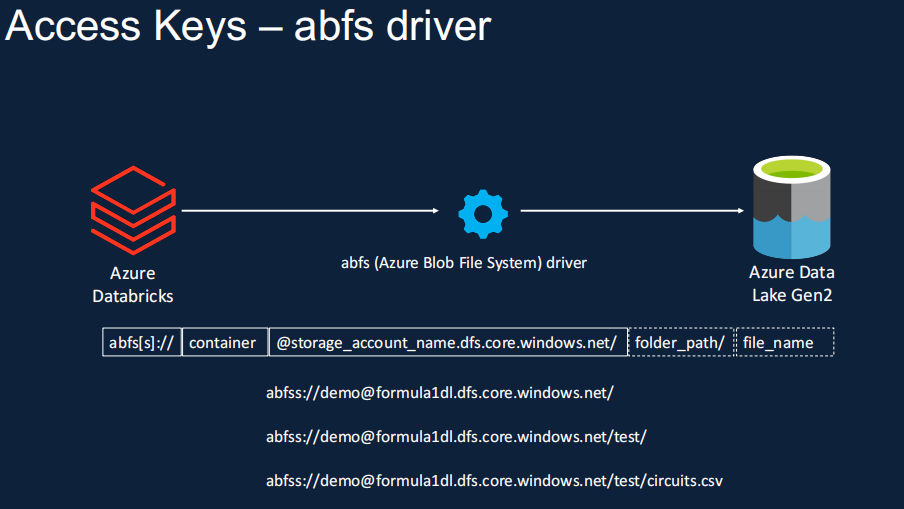 Access Keys – abfs driver
Azure
Databricks
abfs (Azure Blob File System) driver
Azure Data
Lake Gen2
abfs[s]:// container @storage_account_name.dfs.core.windows.net/ folder_path/ file_name
abfss://demo@formula1dl.dfs.core.windows.net/
abfss://demo@formula1dl.dfs.core.windows.net/test/
abfss://demo@formula1dl.dfs.core.windows.net/test/circuits.csv